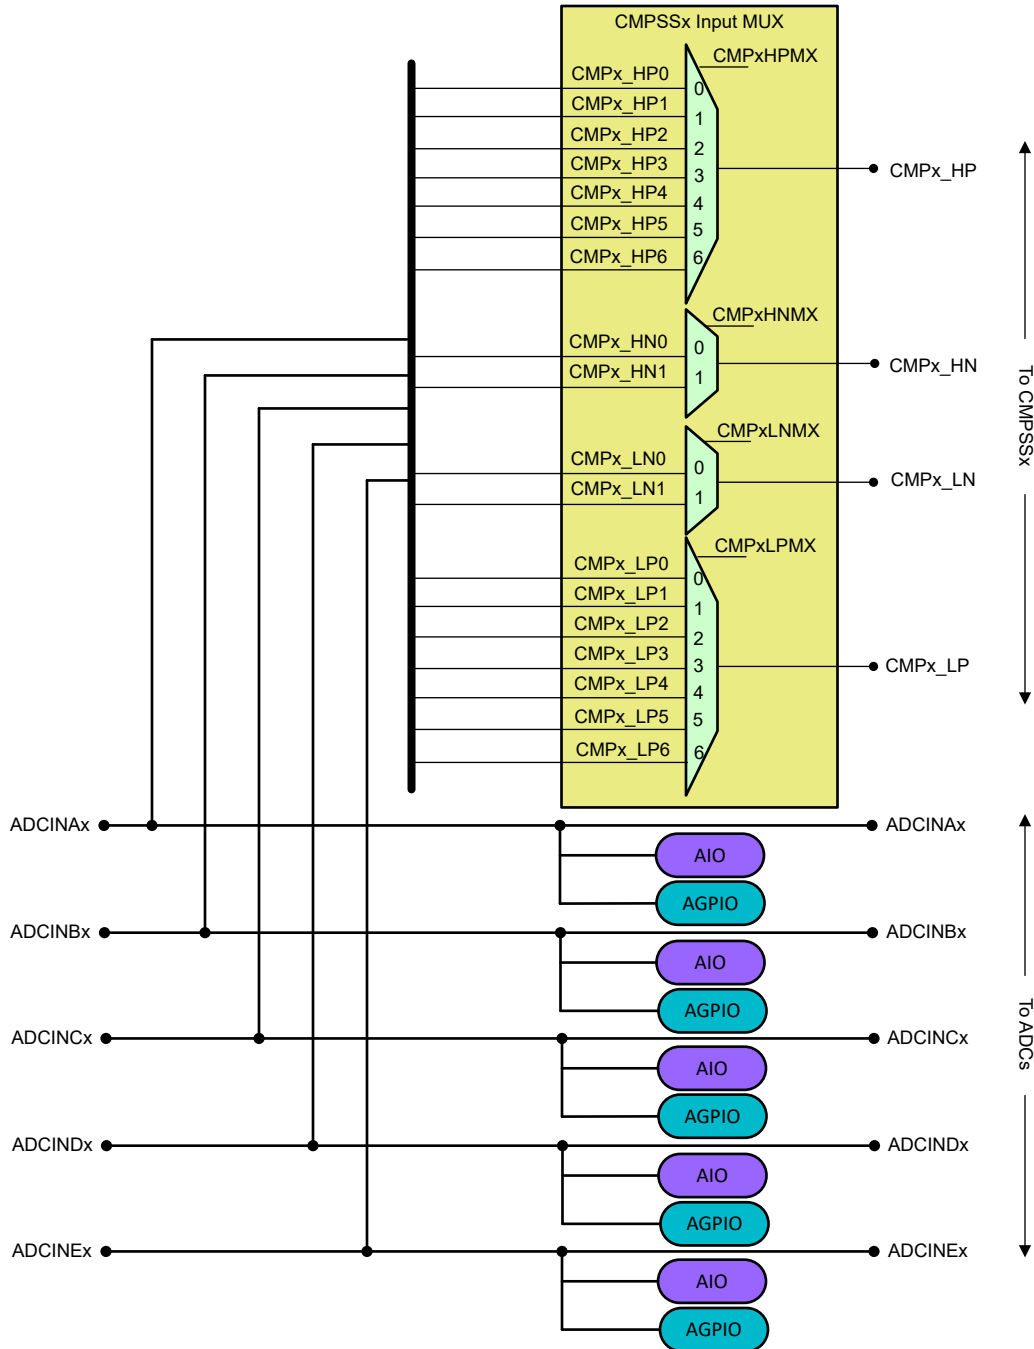 CMPSSx Input MUX
CMPxHPMX
CMPx_HP0
0
CMPx_HP1
1
CMPx_HP2
2
CMPx_HP3
3
CMPx_HP4
4
CMPx_HP5
5
CMPx_HP6
6
CMPx_HP
CMPxHNMX
CMPx_HN0
0
CMPx_HN1
1
CMPx_HN
CMPxLNMX
CMPx_LN0
0
CMPx_LN1
1
CMPx_LN
CMPxLPMX
CMPx_LP0
0
CMPx_LP1
1
CMPx_LP2
2
CMPx_LP3
3
CMPx_LP4
4
CMPx_LP5
5
CMPx_LP6
6
CMPx_LP
To CMPSSx
ADCINAx
ADCINAx
AIO
AGPIO
ADCINBx
ADCINBx
AIO
AGPIO
ADCINCx
ADCINCx
AIO
AGPIO
ADCINDx
ADCINDx
AIO
AGPIO
ADCINEx
ADCINEx
AIO
AGPIO
To ADCs